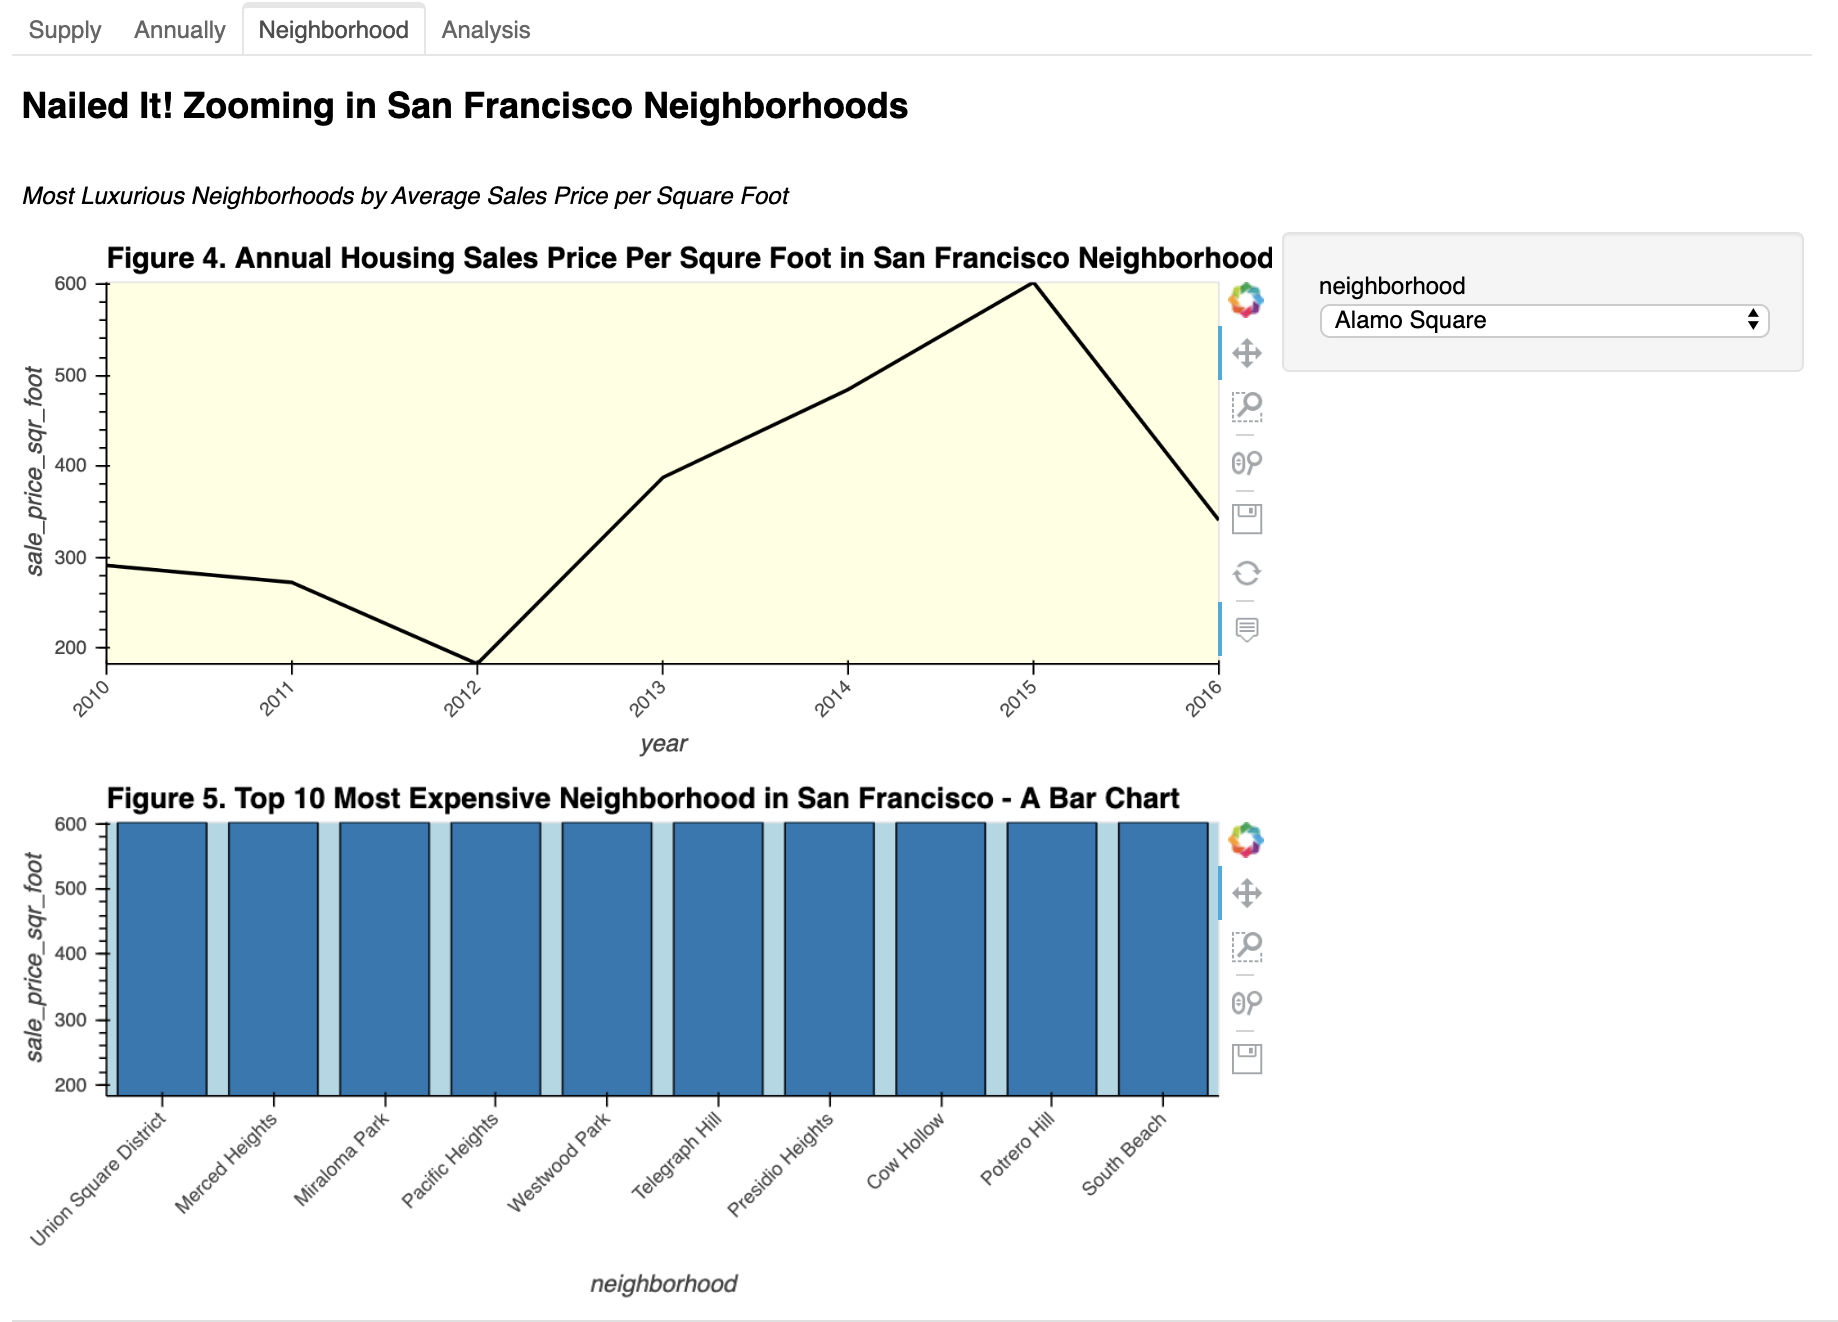 Supply Annually Neighborhood Analysis
Nailed It! Zooming in San Francisco Neighborhoods
Most Luxurious Neighborhoods by Average Sales Price per Square Foot
Figure 4. Annual Housing Sales Price Per Squre Foot in San Francisco Neighborhood
neighborhood
Alamo Square
sale_price_sqr_foot
600
500
400
300
200
2010 2011 2012 2013 2014 2015 2016
year
Figure 5. Top 10 Most Expensive Neighborhood in San Francisco - A Bar Chart
sale_price_sqr_foot
600
500
400
300
200
Union Square District
Merced Heights
Miraloma Park
Pacific Heights
Westwood Park
Telegraph Hill
Presidio Heights
Cow Hollow
Potrero Hill
South Beach
neighborhood